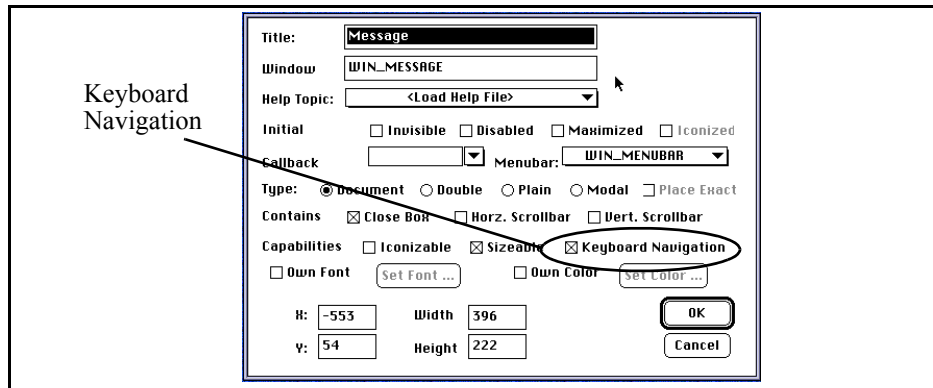 Title: Message
Window WIN_MESSAGE
Keyboard
Navigation
Help Topic: <Load Help File>
Initial Invisible Disabled Maximized Iconized
Callback Menubar: WIN_MENUBAR
Type: Document Double Plain Modal Place Exact
Contains Close Box Horz. Scrollbar Vert. Scrollbar
Capabilities Iconizable Sizeable Keyboard Navigation
Own Font Set Font ... Own Color Set Color ...
X: -553 Width 396 OK
Y: 54 Height 222 Cancel